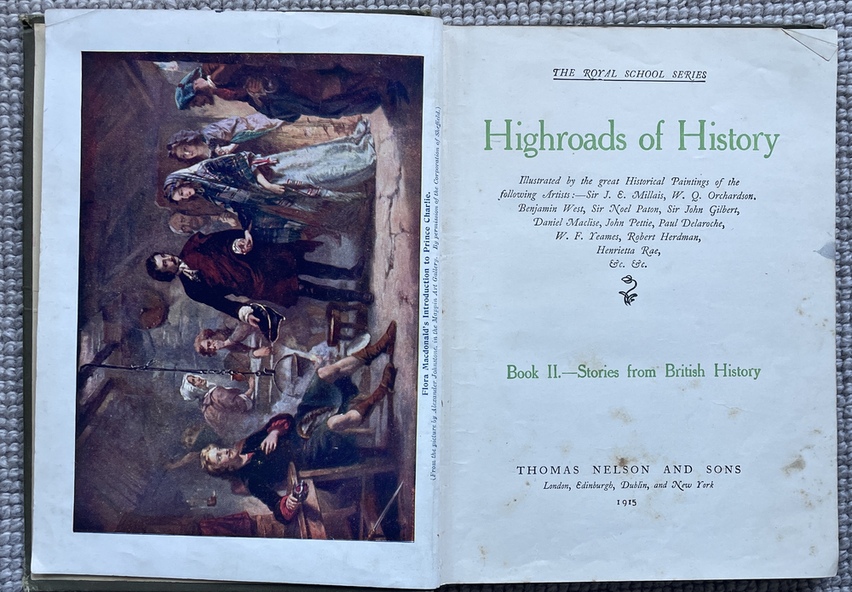 Flora Macdonald's Introduction to Prince Charlie.
(From the picture by Alexander Johnstone, in the Mappin Art Gallery. By permission of the Corporation of Sheffield.)
THE ROYAL SCHOOL SERIES
Highroads of History
Illustrated by the great Historical Paintings of the
following Artists:—Sir J. E. Millais, W. Q. Orchardson,
Benjamin West, Sir Noel Paton, Sir John Gilbert,
Daniel Maclise, John Pettie, Paul Delaroche,
W. F. Yeames, Robert Herdman,
Henrietta Rae,
&c. &c.
Book II.—Stories from British History
THOMAS NELSON AND SONS
London, Edinburgh, Dublin, and New York
1915